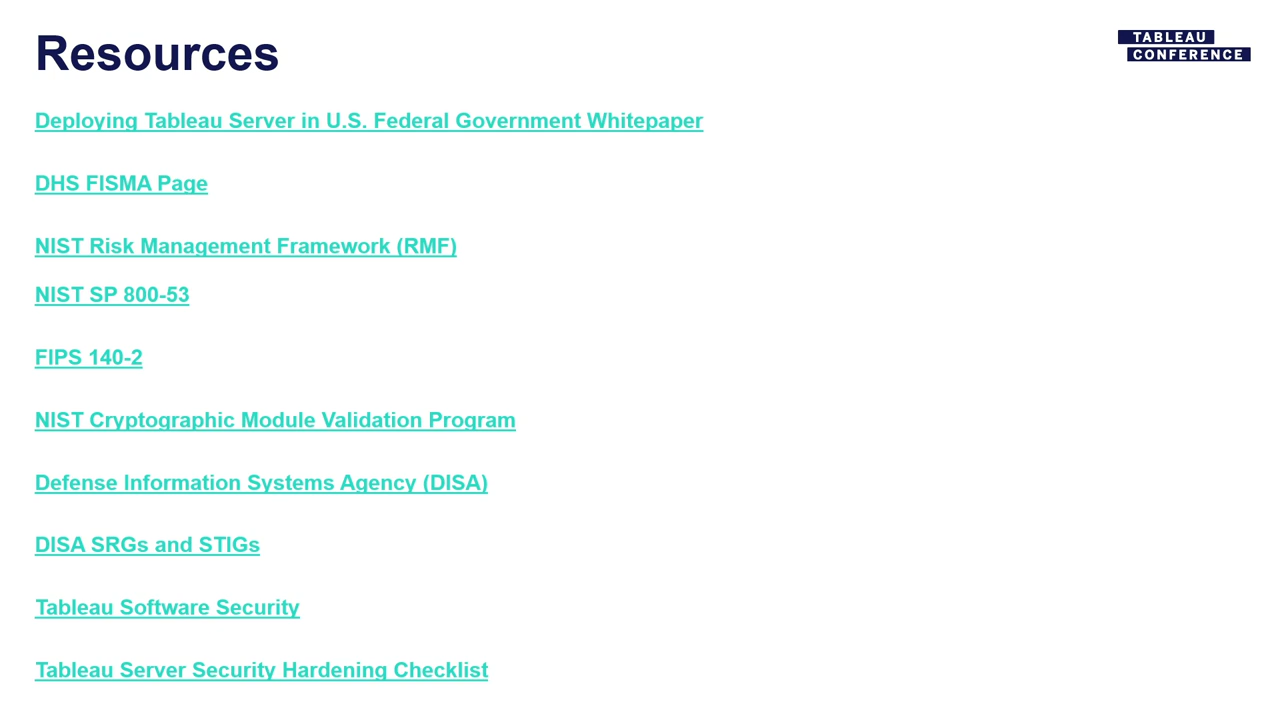 Resources
TABLEAU
CONFERENCE
Deploying Tableau Server in U.S. Federal Government Whitepaper
DHS FISMA Page
NIST Risk Management Framework (RMF)
NIST SP 800-53
FIPS 140-2
NIST Cryptographic Module Validation Program
Defense Information Systems Agency (DISA)
DISA SRGs and STIGs
Tableau Software Security
Tableau Server Security Hardening Checklist